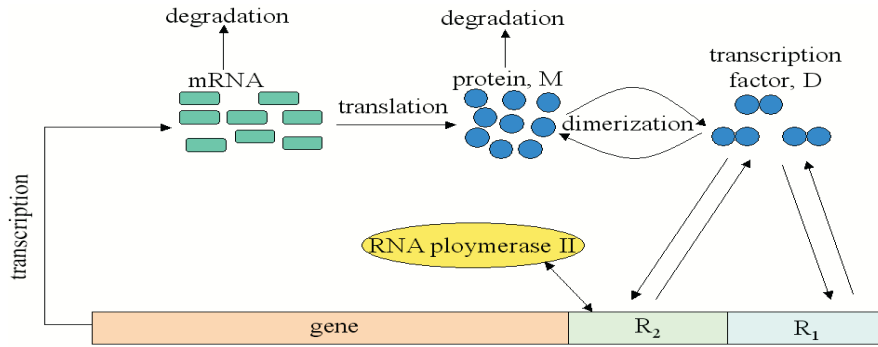 degradation
degradation
mRNA
protein, M
transcription
factor, D
translation
dimerization
transcription
RNA ploymerase II
gene
R₂
R₁